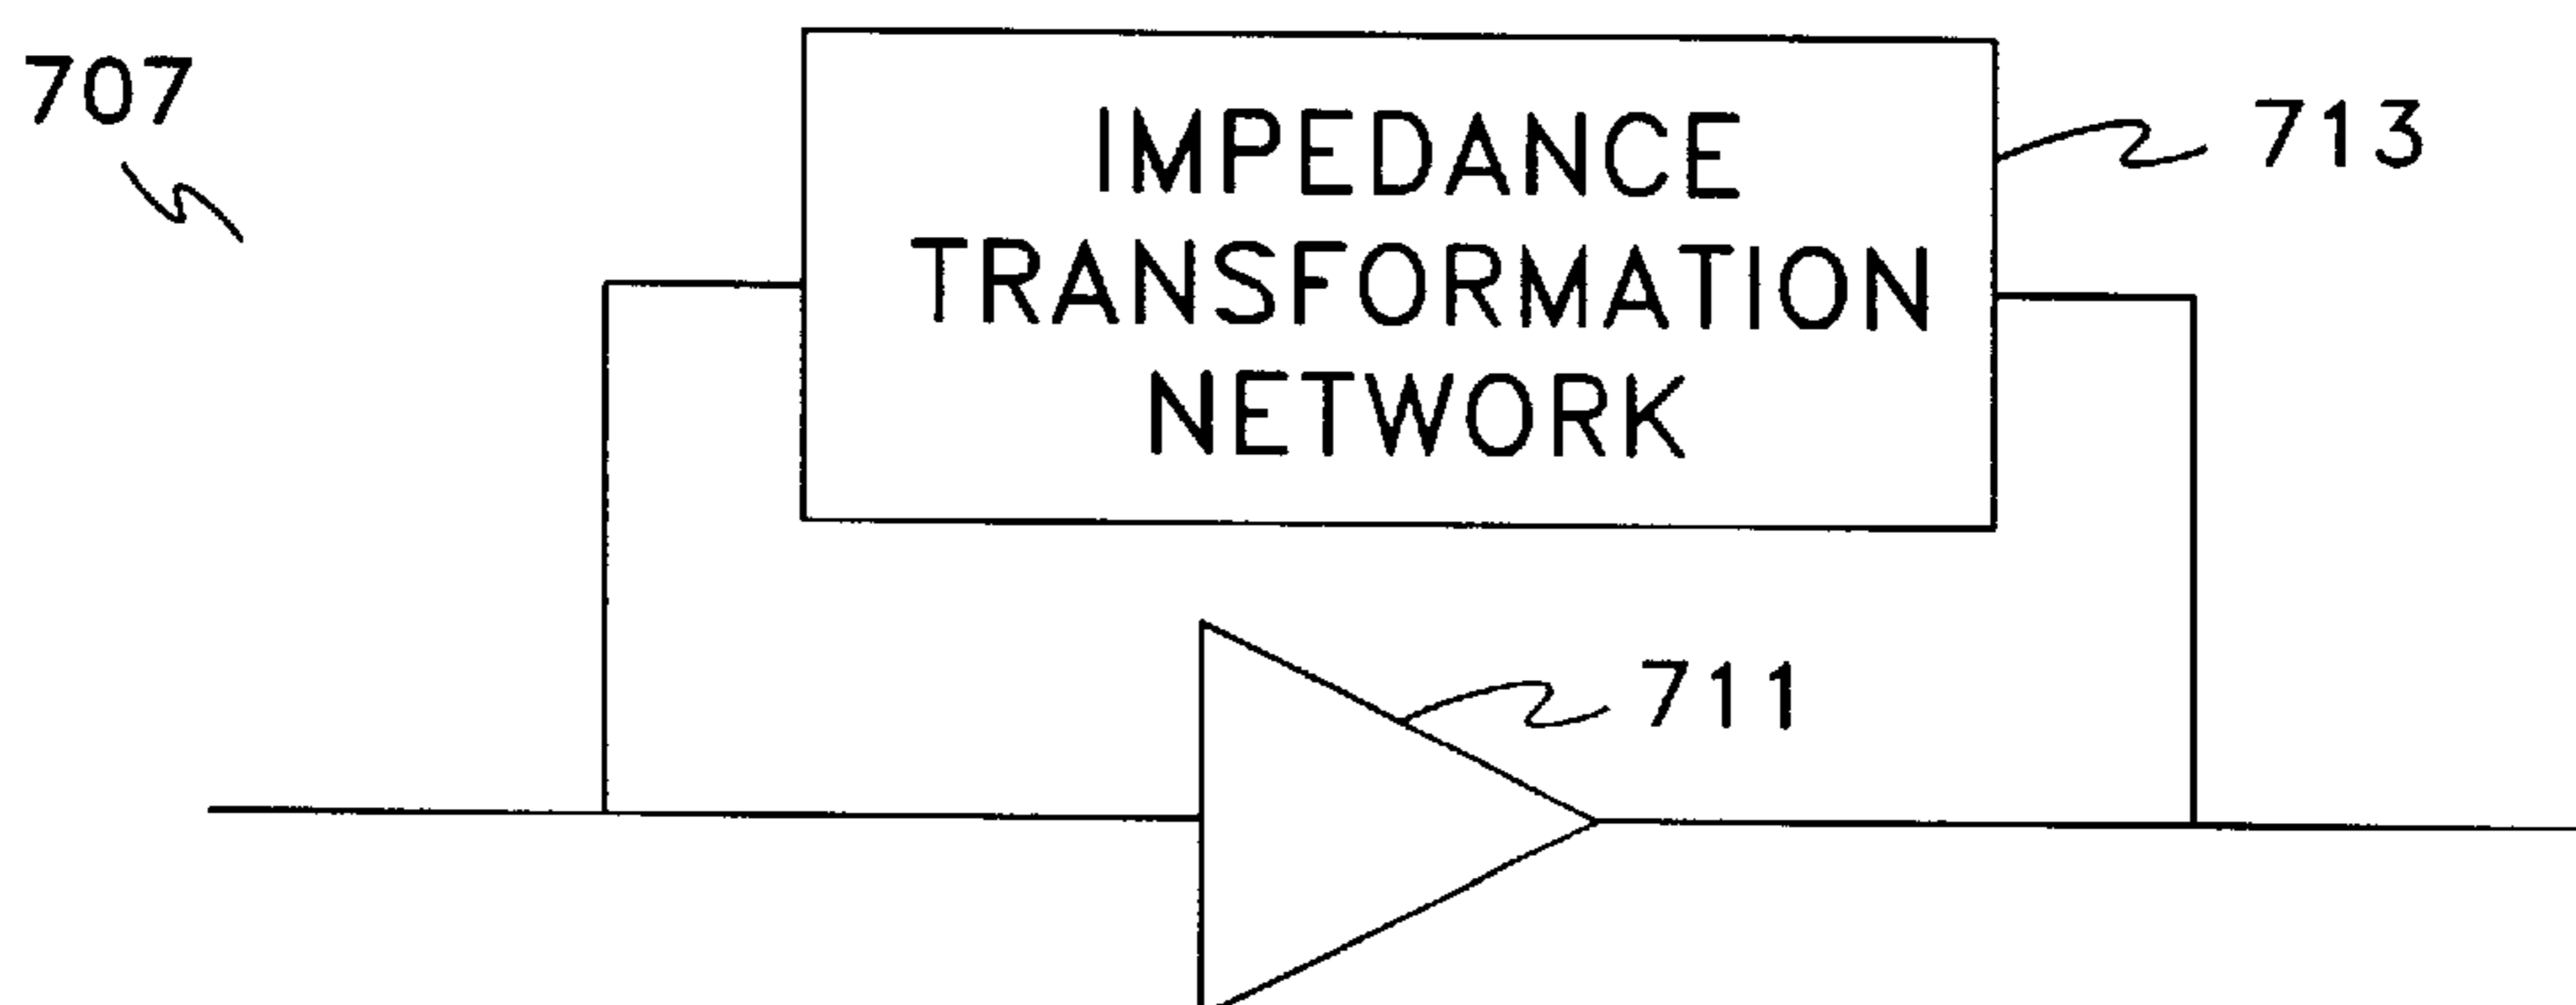 707
IMPEDANCE
TRANSFORMATION
NETWORK
713
711